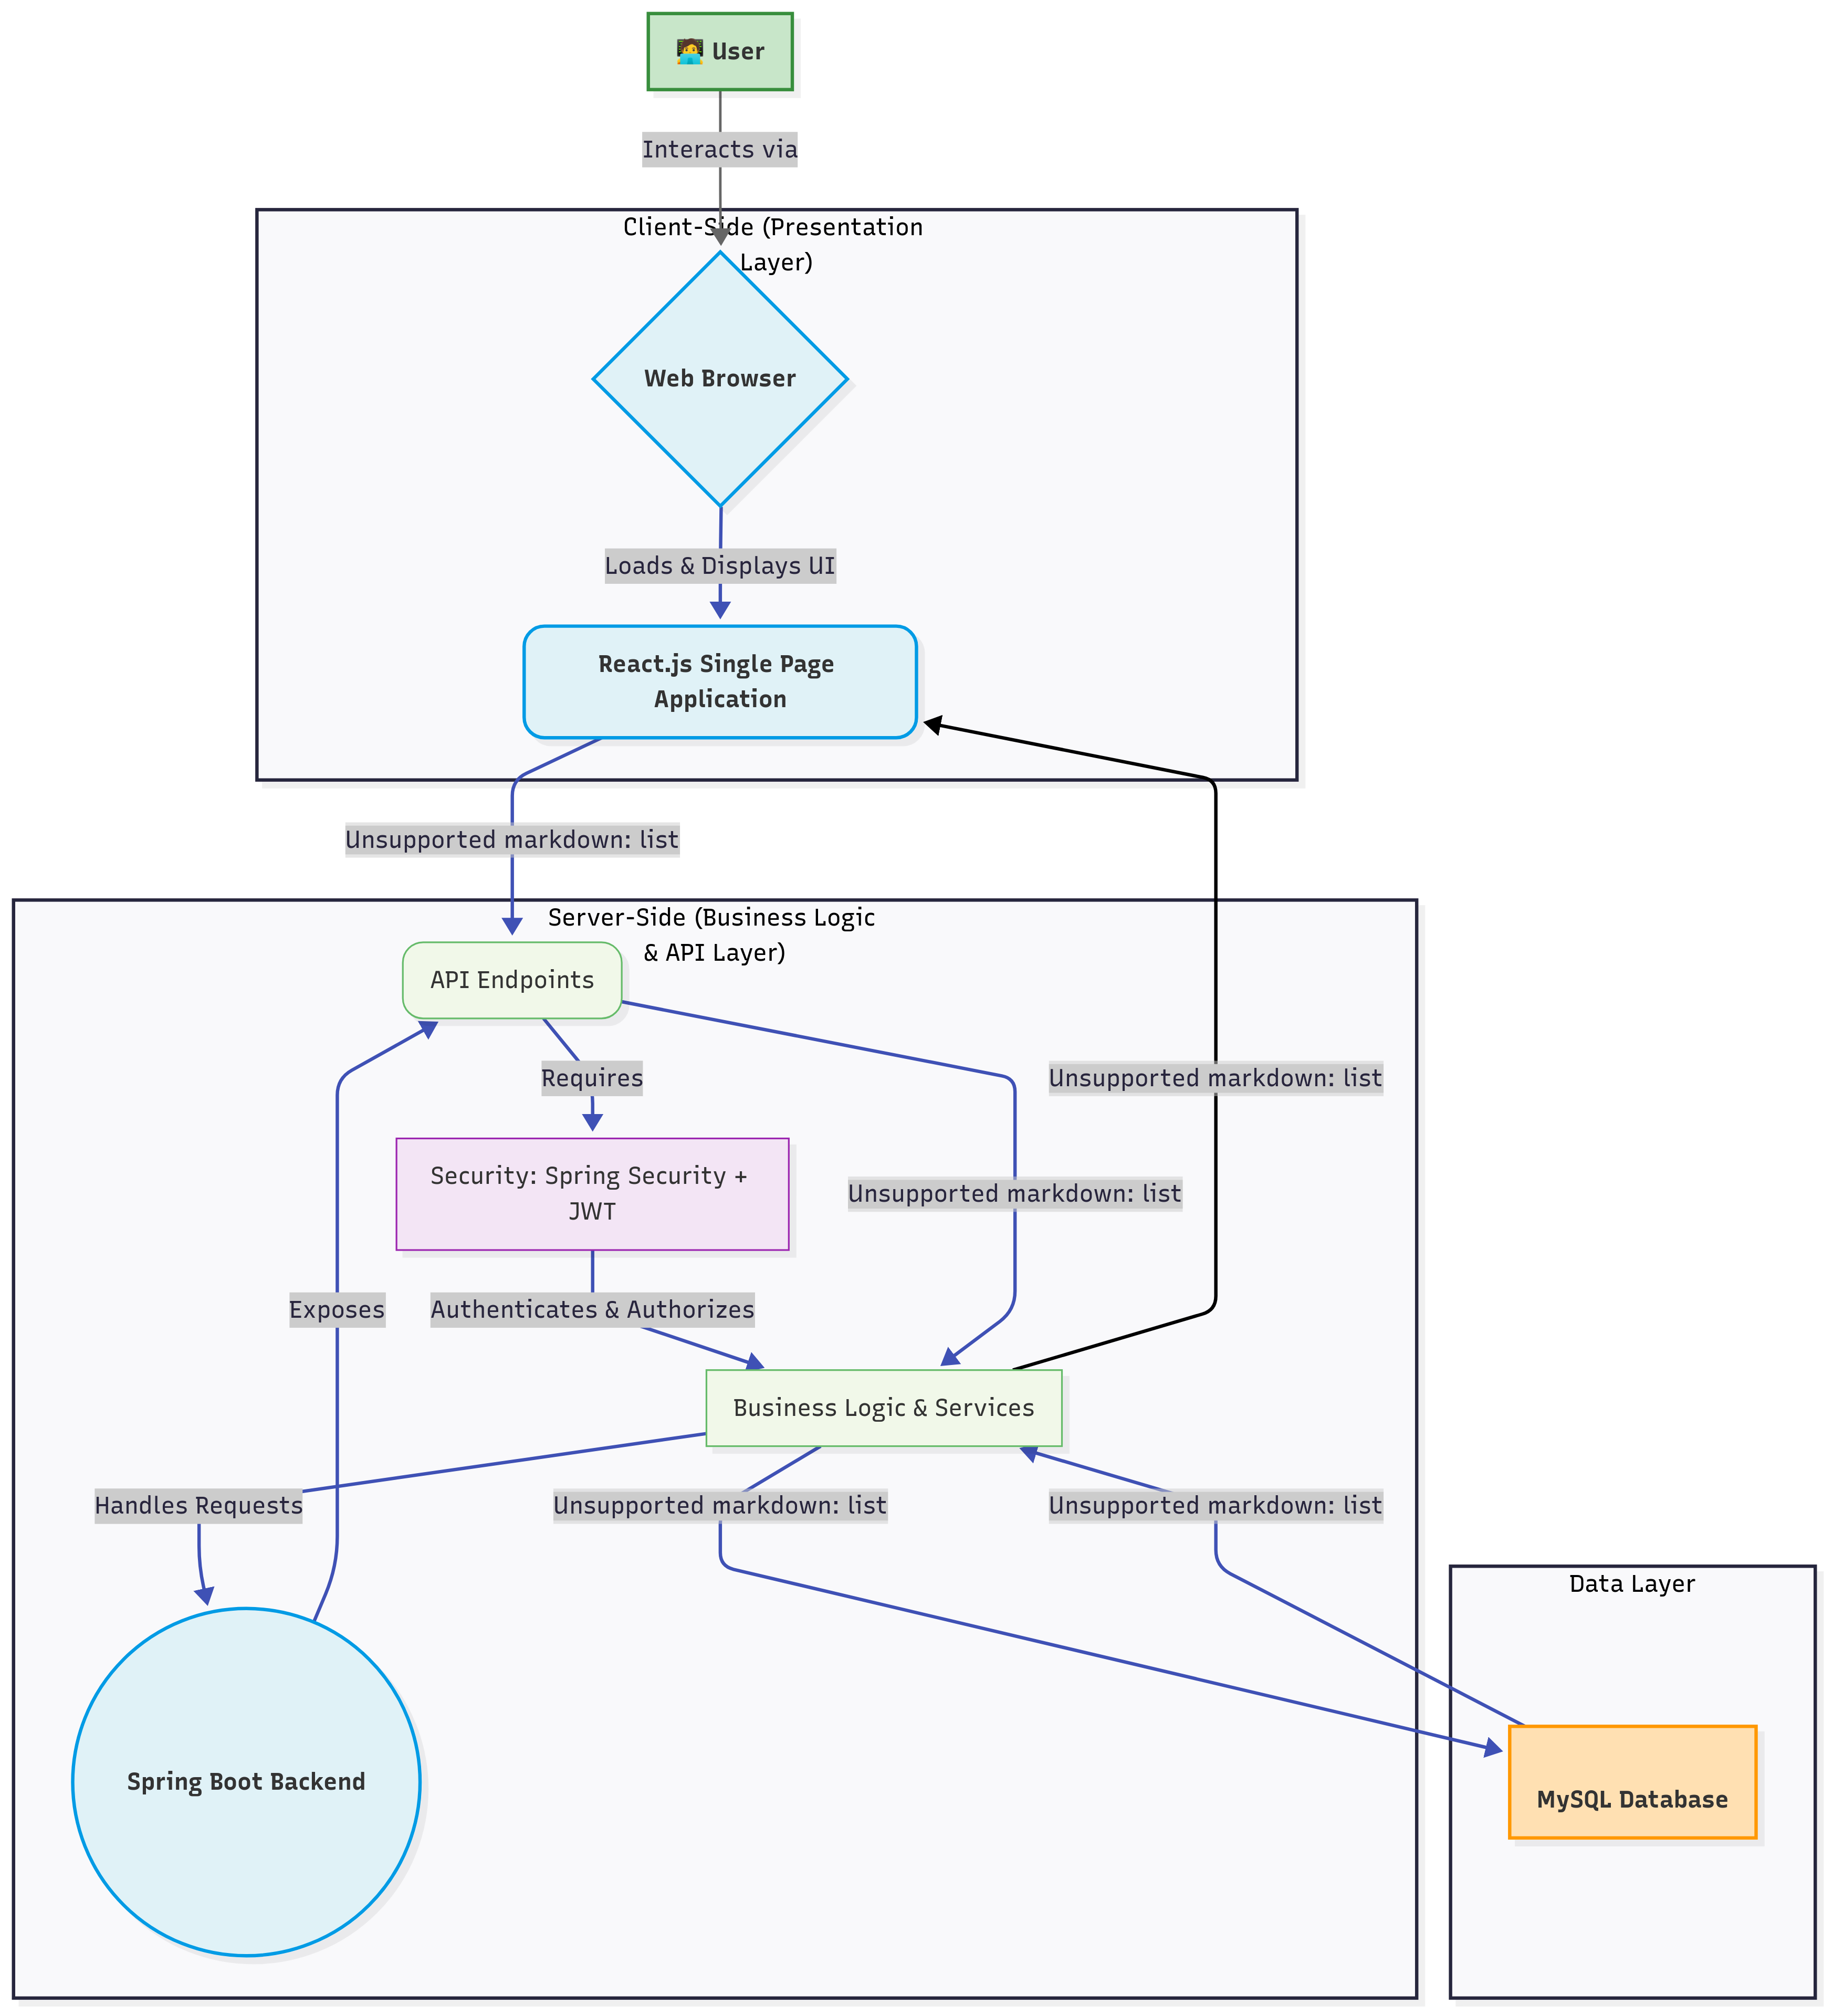 User
Interacts via
Client-Side (Presentation
Layer)
Web Browser
Loads & Displays UI
React.js Single Page
Application
Unsupported markdown: list
Server-Side (Business Logic
& API Layer)
API Endpoints
Requires
Unsupported markdown: list
Security: Spring Security +
JWT
Unsupported markdown: list
Exposes
Authenticates & Authorizes
Business Logic & Services
Handles Requests
Unsupported markdown: list
Unsupported markdown: list
Data Layer
Spring Boot Backend
MySQL Database